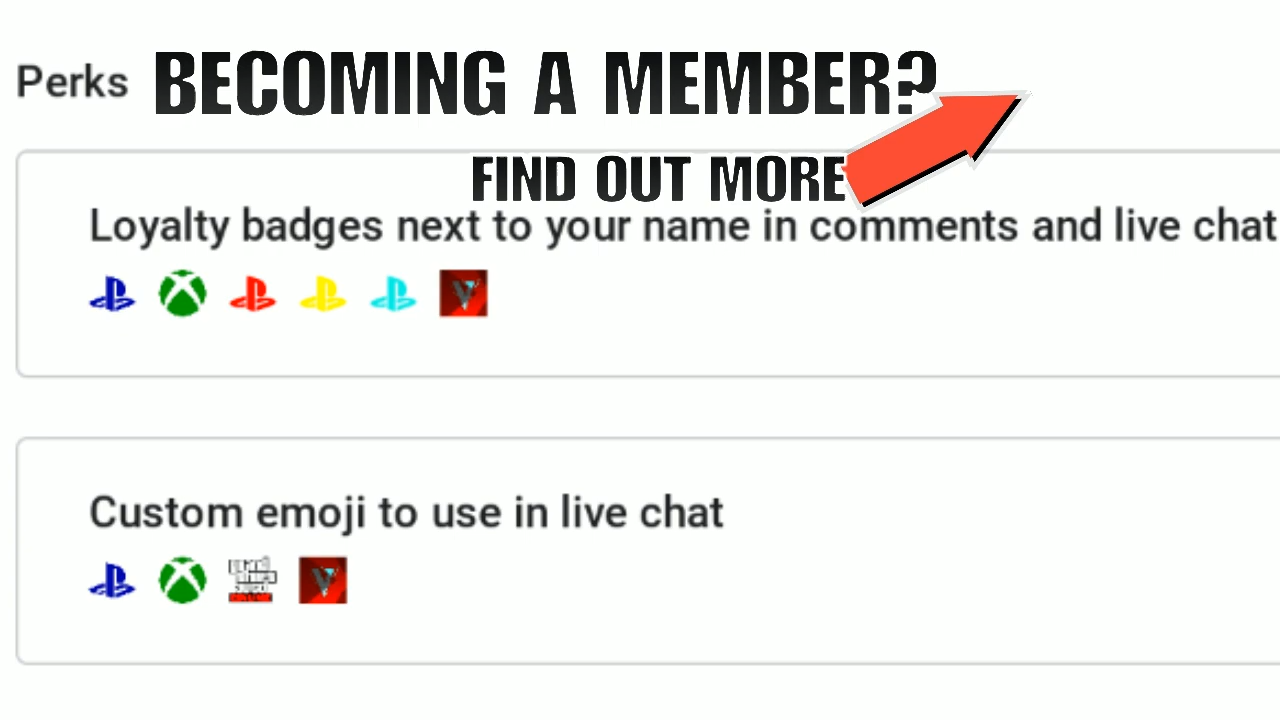 Perks
BECOMING A MEMBER?
FIND OUT MORE
Loyalty badges next to your name in comments and live chat
Custom emoji to use in live chat